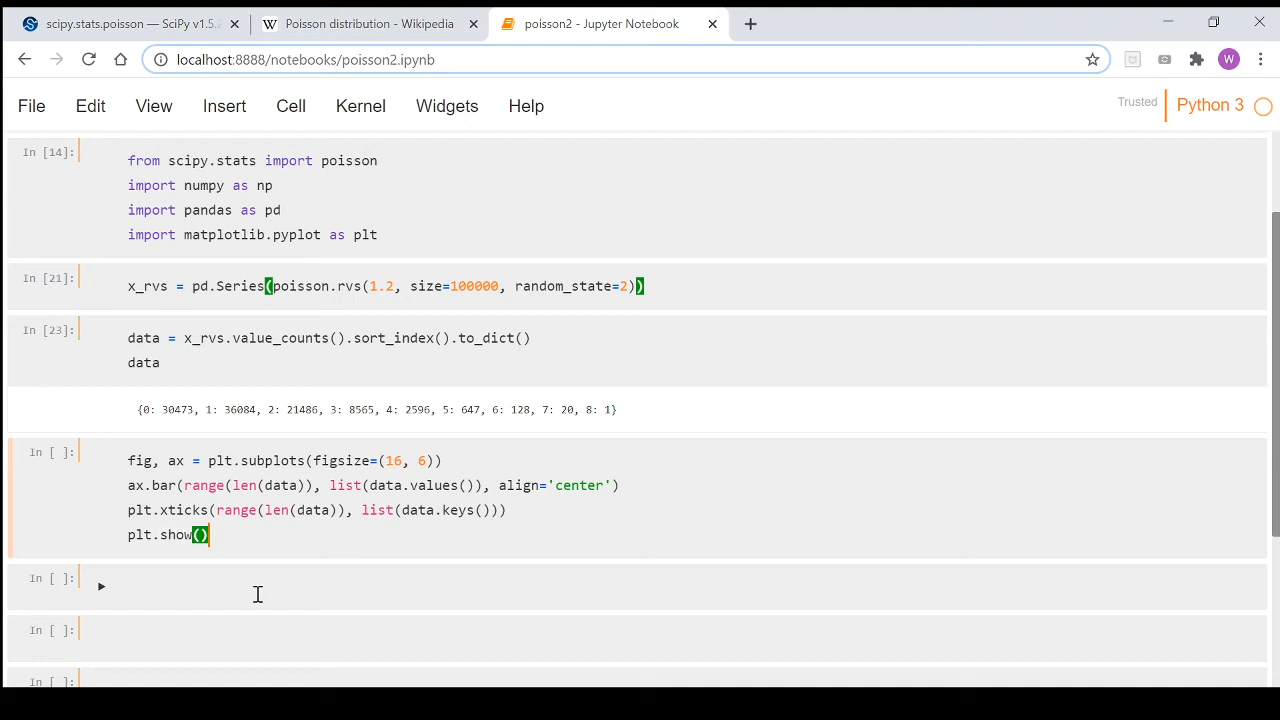 scipy.stats.poisson — SciPy v1.5.2
Poisson distribution - Wikipedia
poisson2 - Jupyter Notebook
localhost:8888/notebooks/poisson2.ipynb
W
File Edit View Insert Cell Kernel Widgets Help
Trusted
Python 3
In [14]:
from scipy.stats import poisson
import numpy as np
import pandas as pd
import matplotlib.pyplot as plt
In [21]:
x_rvs = pd.Series(poisson.rvs(1.2, size=100000, random_state=2))
In [23]:
data = x_rvs.value_counts().sort_index().to_dict()
data
{0: 30473, 1: 36084, 2: 21486, 3: 8565, 4: 2596, 5: 647, 6: 128, 7: 20, 8: 1}
In [ ]:
fig, ax = plt.subplots(figsize=(16, 6))
ax.bar(range(len(data)), list(data.values()), align='center')
plt.xticks(range(len(data)), list(data.keys()))
plt.show()
In [ ]:
In [ ]:
In [ ]: